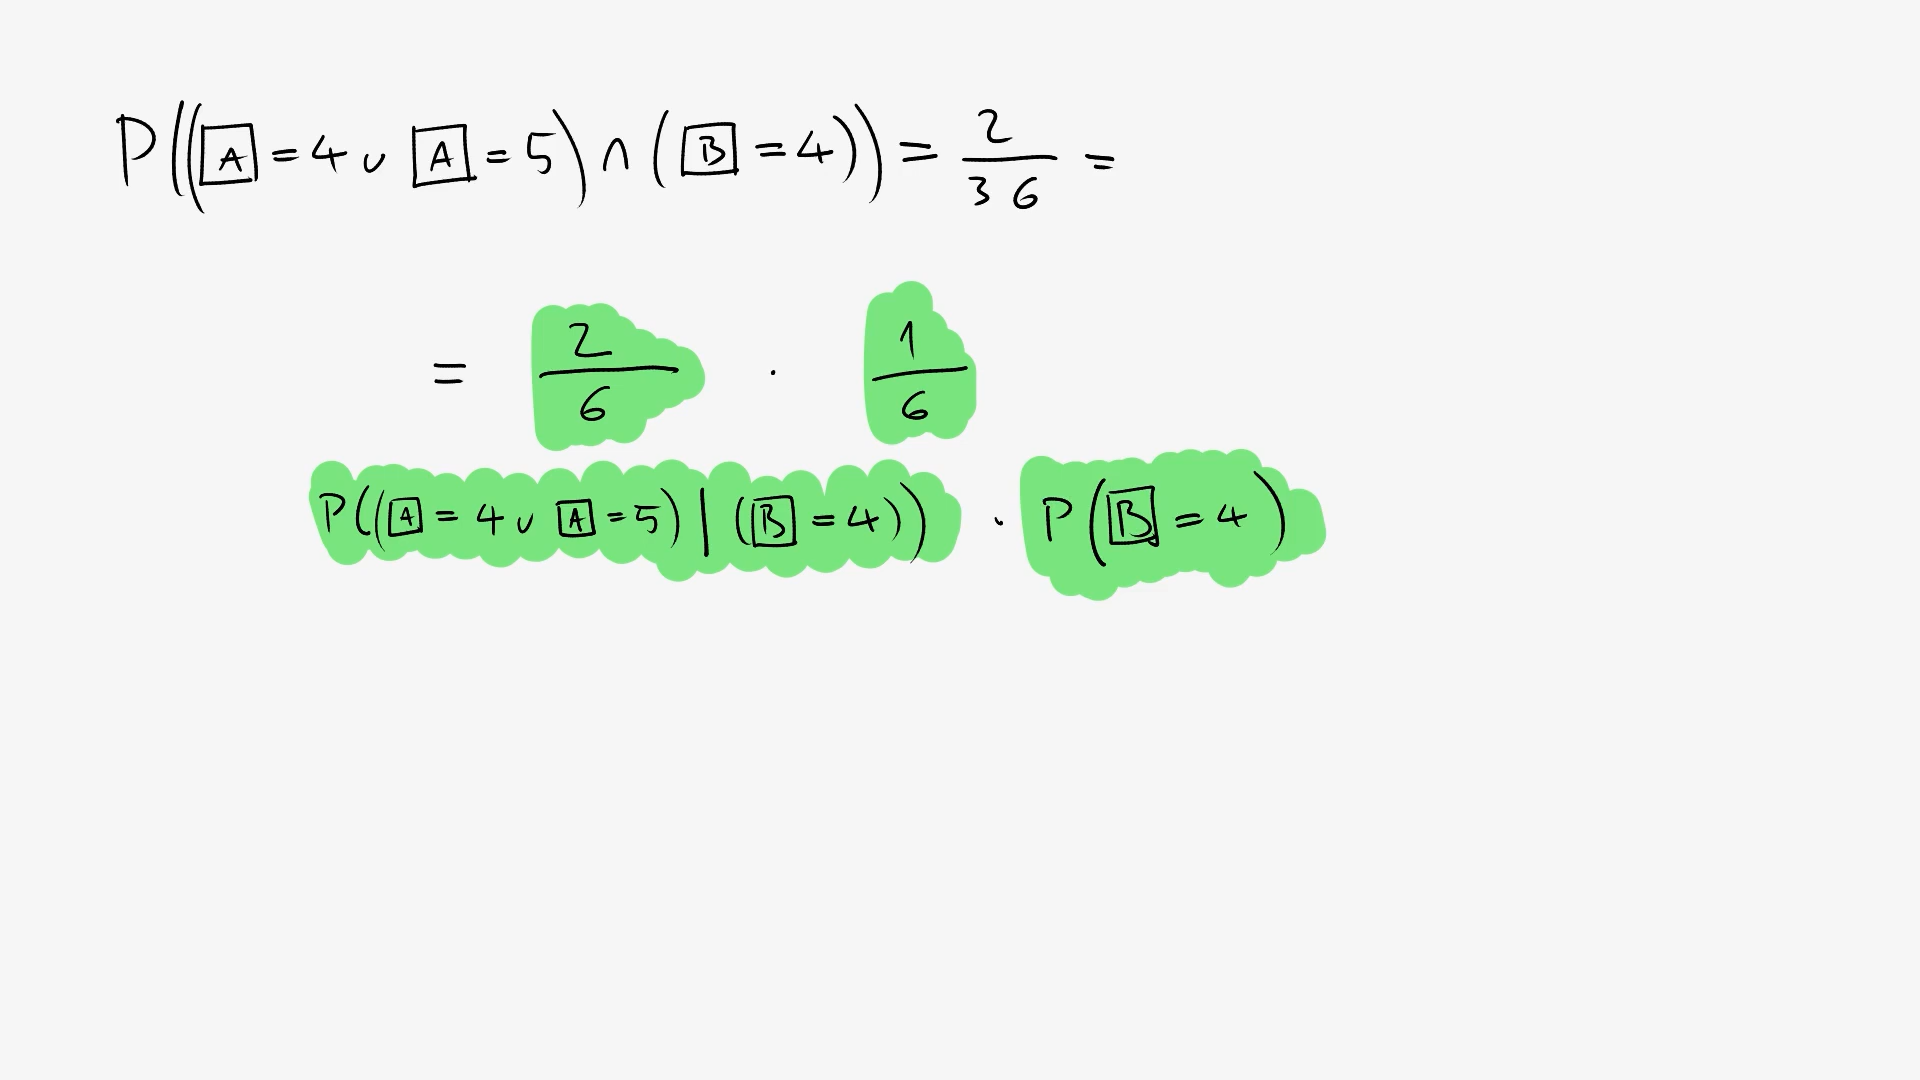 P((A = 4 ∪ A = 5) ∩ (B = 4)) = 2/36 =
= 2/6 · 1/6
P((A = 4 ∪ A = 5) | (B = 4)) · P(B = 4)